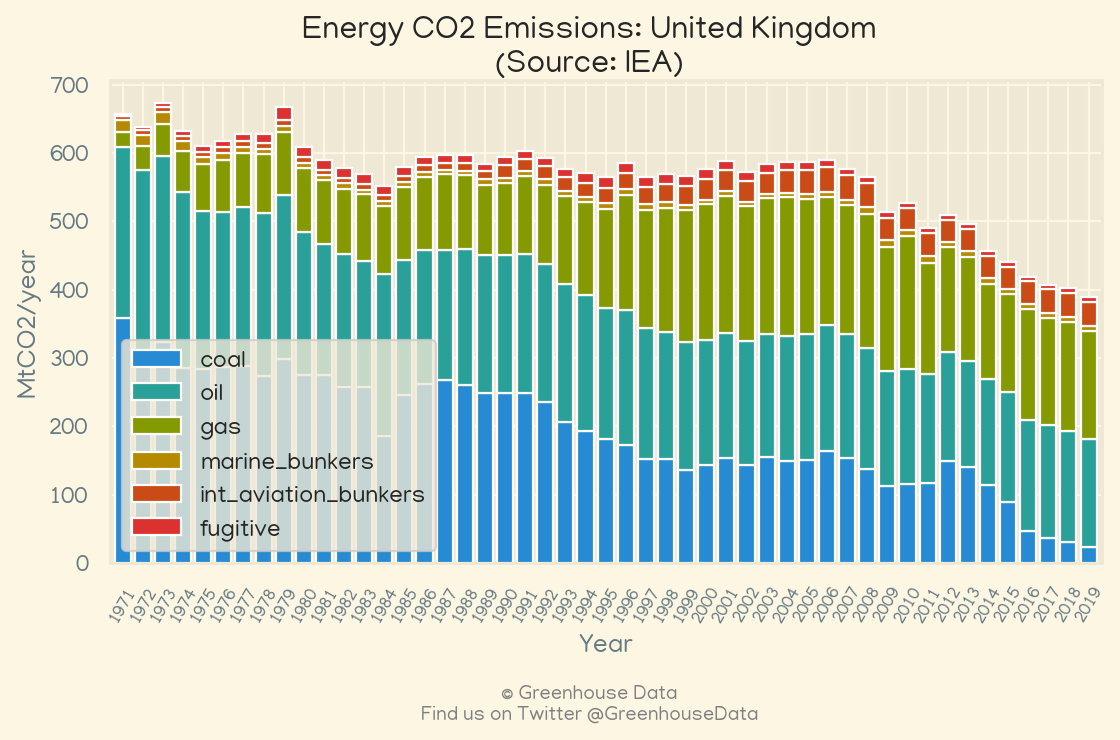 Energy CO2 Emissions: United Kingdom
(Source: IEA)
700
600
500
400
300
200
100
0
MtCO2/year
coal
oil
gas
marine_bunkers
int_aviation_bunkers
fugitive
1971 1972 1973 1974 1975 1976 1977 1978 1979 1980 1981 1982 1983 1984 1985 1986 1987 1988 1989 1990 1991 1992 1993 1994 1995 1996 1997 1998 1999 2000 2001 2002 2003 2004 2005 2006 2007 2008 2009 2010 2011 2012 2013 2014 2015 2016 2017 2018 2019
Year
© Greenhouse Data
Find us on Twitter @GreenhouseData